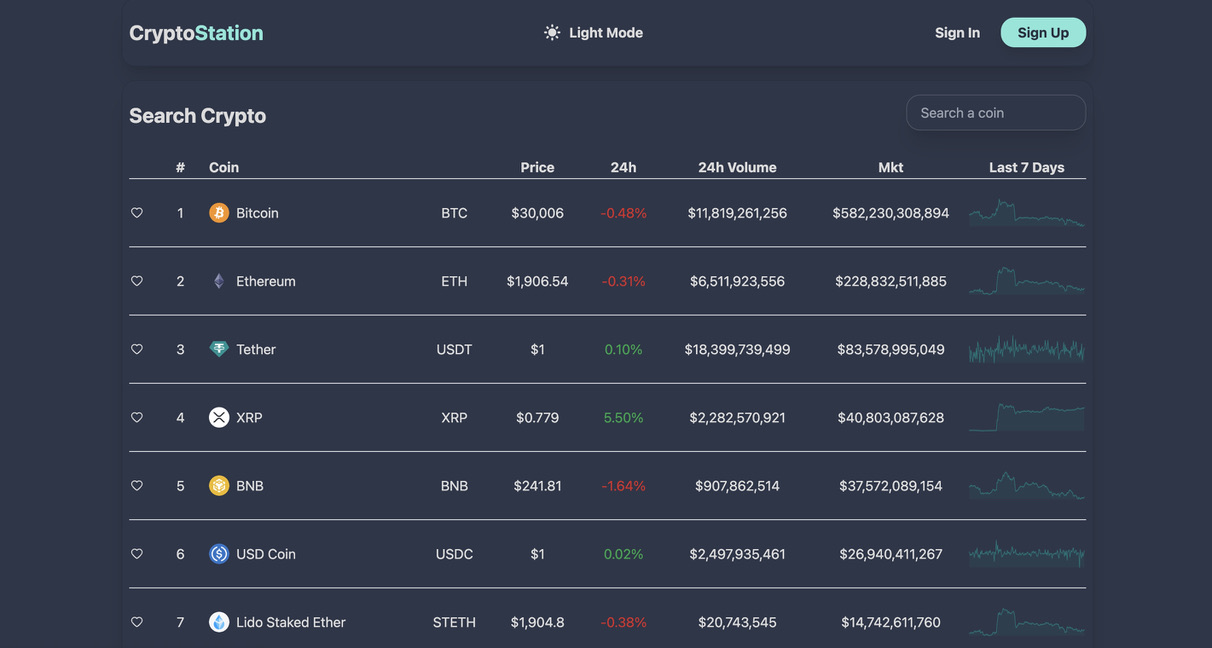 CryptoStation Light Mode Sign In Sign Up
Search Crypto Search a coin
# Coin Price 24h 24h Volume Mkt Last 7 Days
1 Bitcoin BTC $30,006 -0.48% $11,819,261,256 $582,230,308,894
2 Ethereum ETH $1,906.54 -0.31% $6,511,923,556 $228,832,511,885
3 Tether USDT $1 0.10% $18,399,739,499 $83,578,995,049
4 XRP XRP $0.779 5.50% $2,282,570,921 $40,803,087,628
5 BNB BNB $241.81 -1.64% $907,862,514 $37,572,089,154
6 USD Coin USDC $1 0.02% $2,497,935,461 $26,940,411,267
7 Lido Staked Ether STETH $1,904.8 -0.38% $20,743,545 $14,742,611,760